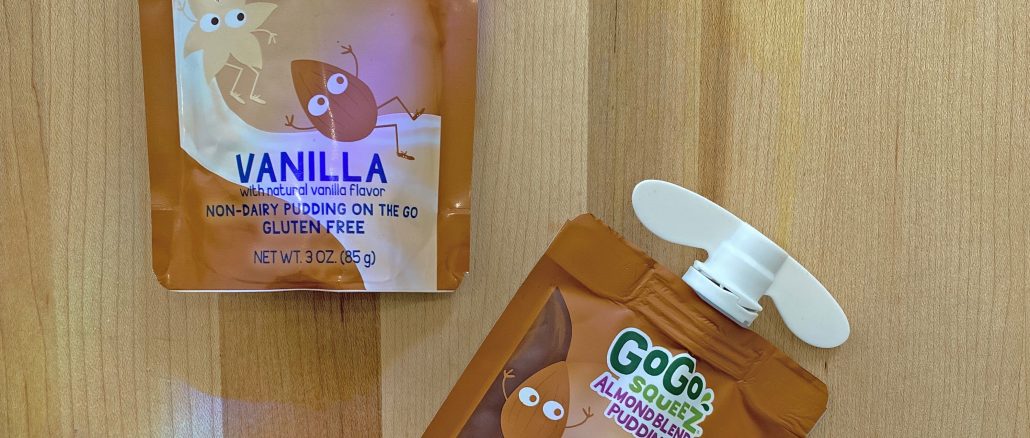 VANILLA
with natural vanilla flavor
NON-DAIRY PUDDING ON THE GO
GLUTEN FREE
NET WT. 3 OZ. (85 g)
GOGO
SQUEEZ
ALMONDBLEND
PUDDING